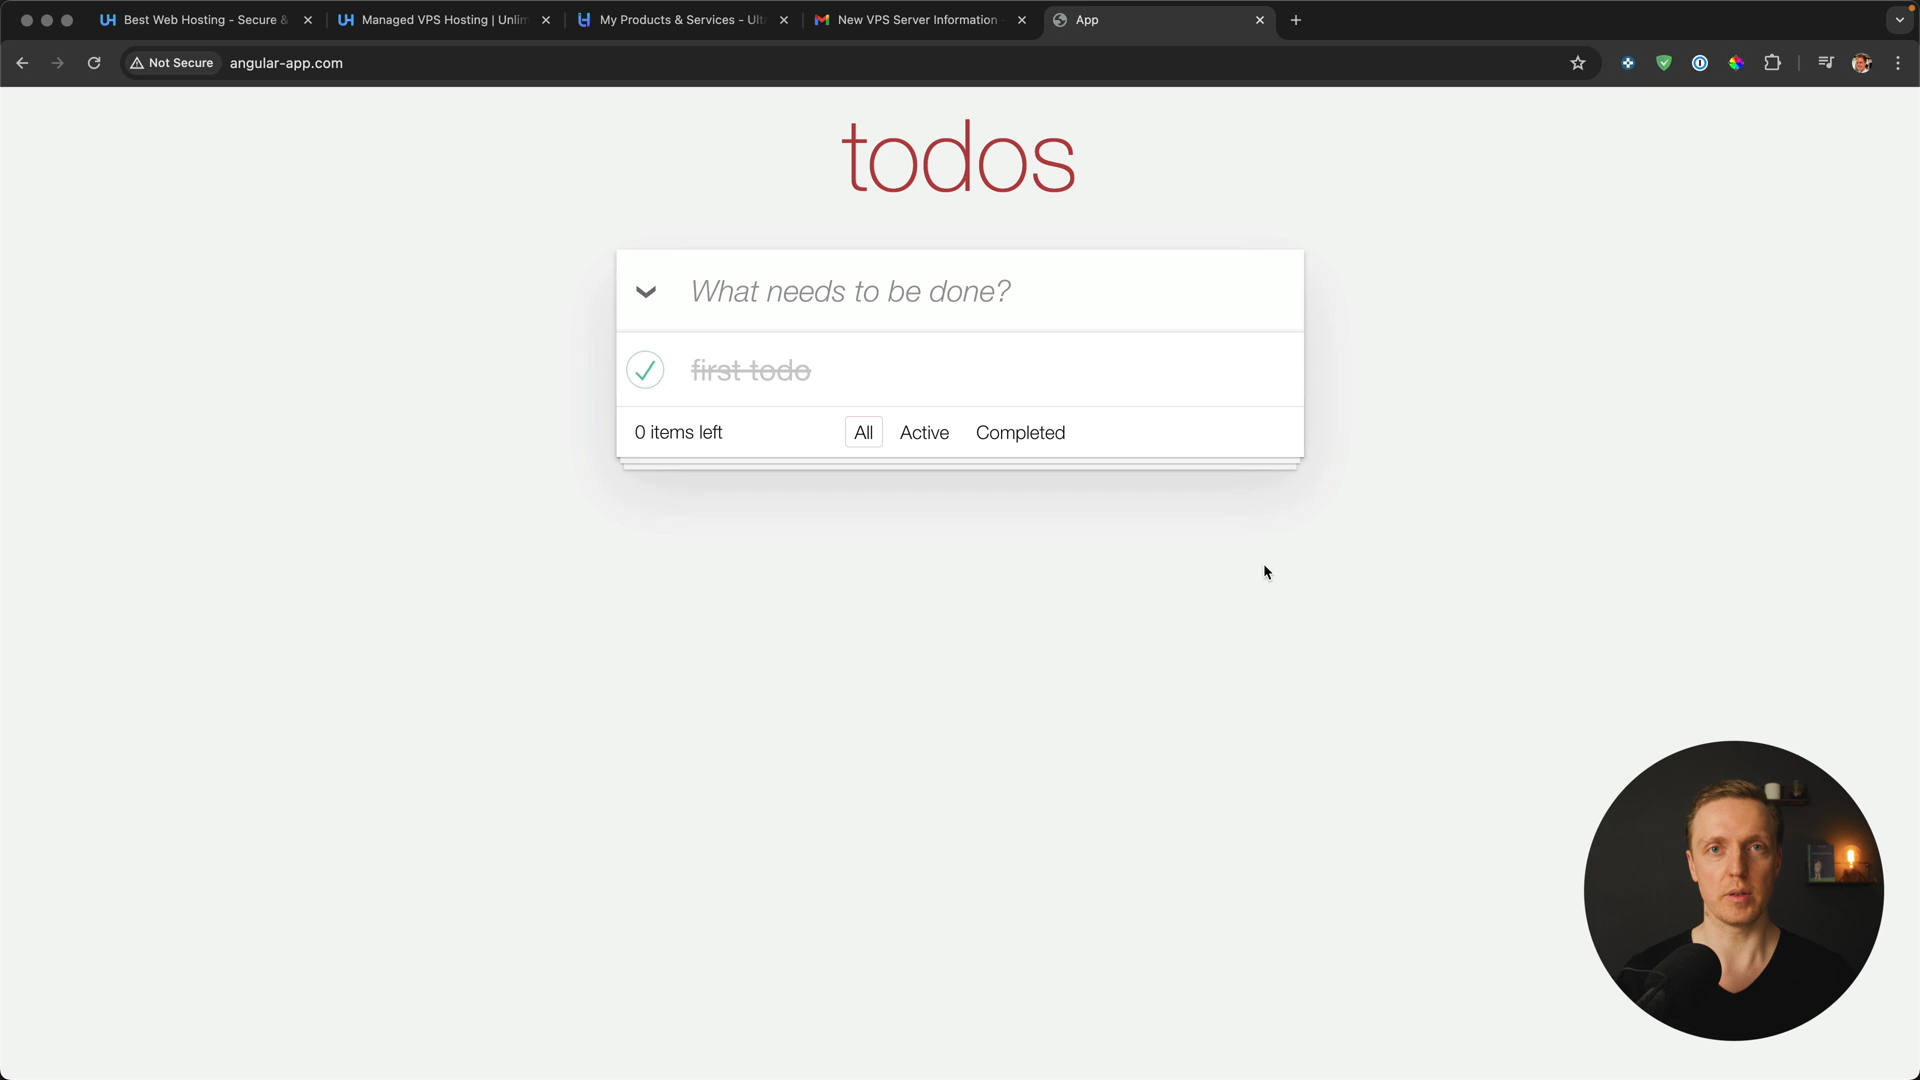 Best Web Hosting - Secure &
Managed VPS Hosting | Unlim
My Products & Services - Ult
New VPS Server Information -
App
Not Secure
angular-app.com
todos
What needs to be done?
first todo
0 items left
All
Active
Completed